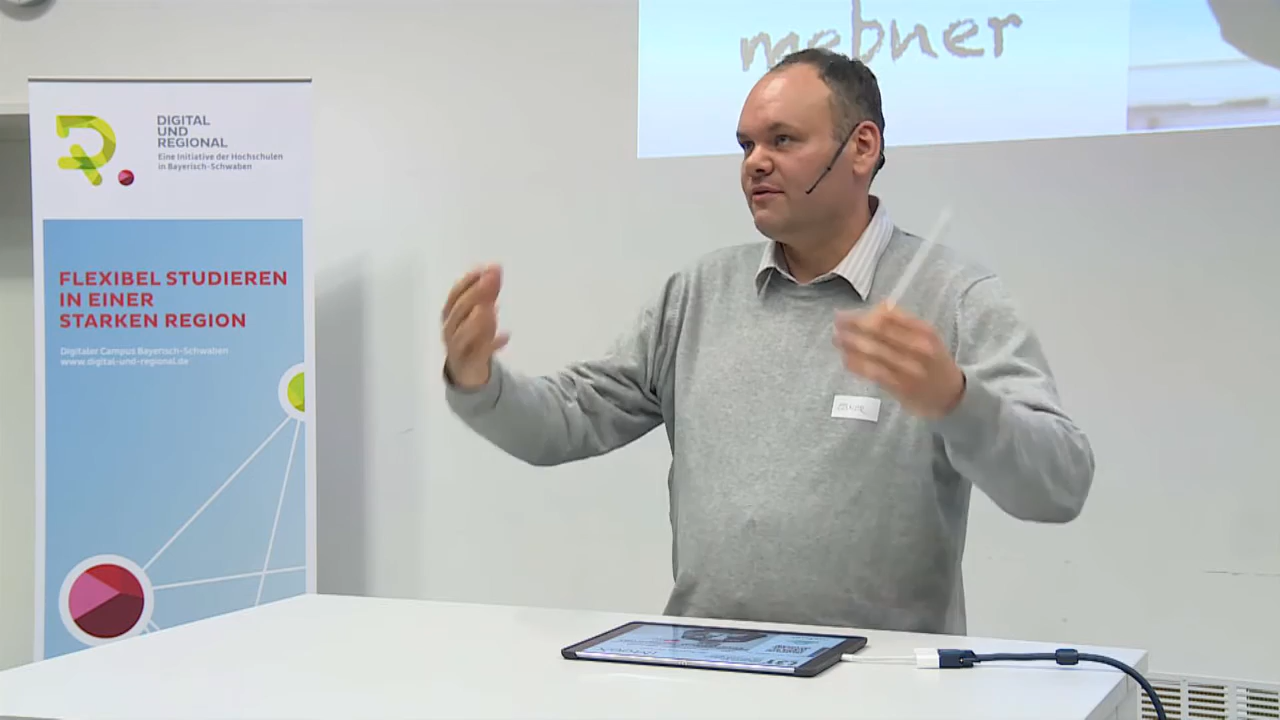 mebner
DIGITAL
UND
REGIONAL
Eine Initiative der Hochschulen
in Bayerisch-Schwaben
FLEXIBEL STUDIEREN
IN EINER
STARKEN REGION
Digitaler Campus Bayerisch-Schwaben
www.digital-und-regional.de